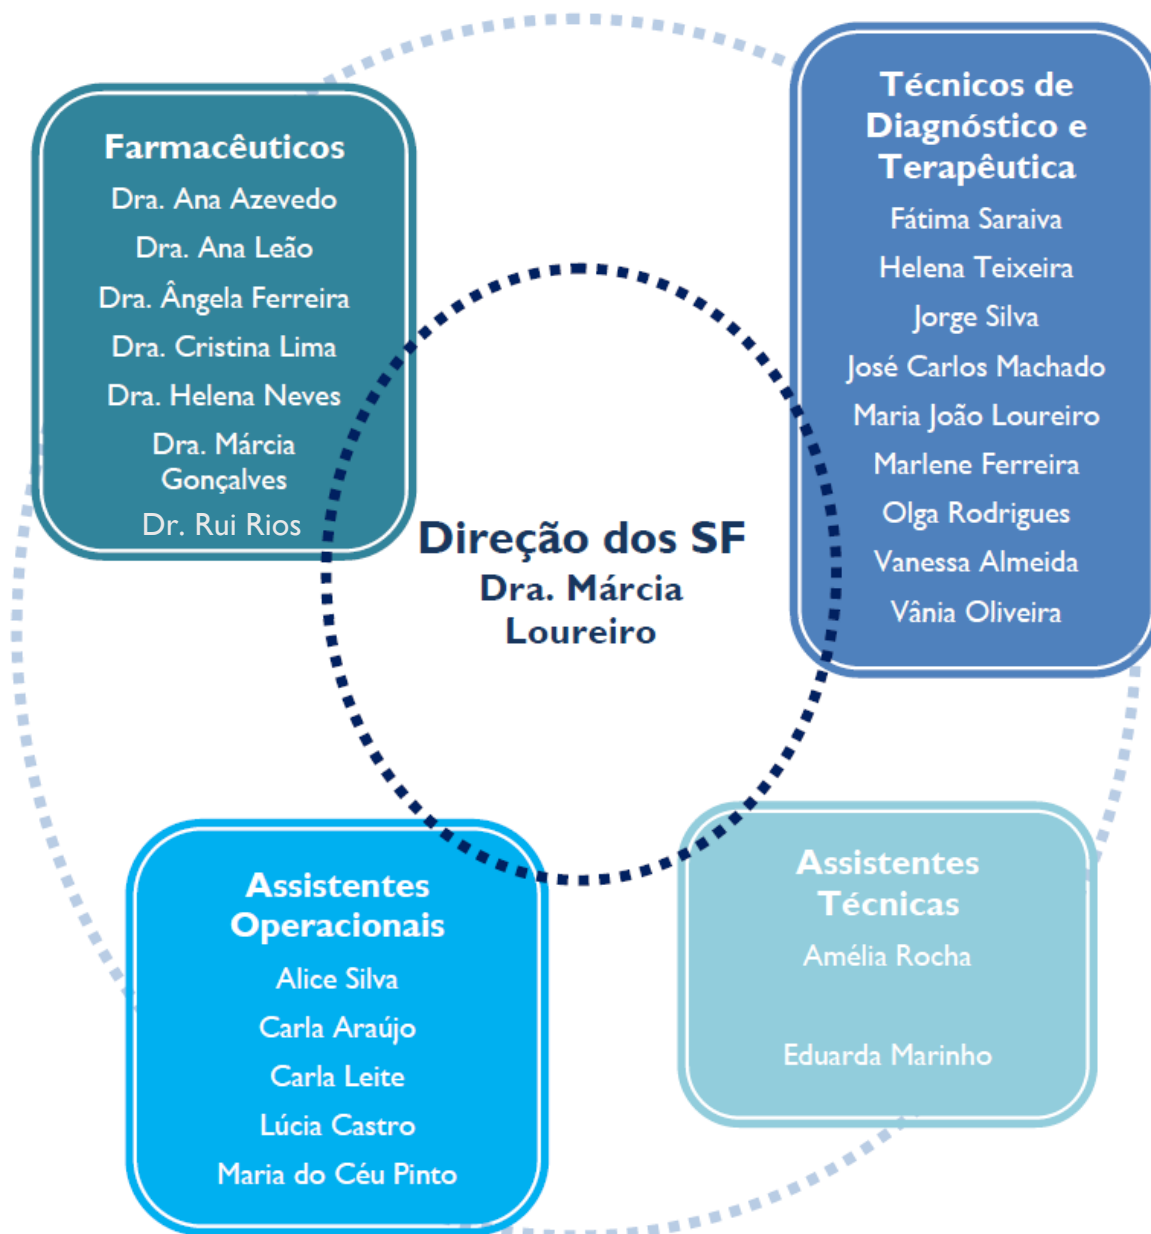 Farmacêuticos
Dra. Ana Azevedo
Dra. Ana Leão
Dra. Ângela Ferreira
Dra. Cristina Lima
Dra. Helena Neves
Dra. Márcia
Gonçalves
Dr. Rui Rios
Técnicos de
Diagnóstico e
Terapêutica
Fátima Saraiva
Helena Teixeira
Jorge Silva
José Carlos Machado
Maria João Loureiro
Marlene Ferreira
Olga Rodrigues
Vanessa Almeida
Vânia Oliveira
Direção dos SF
Dra. Márcia
Loureiro
Assistentes
Operacionais
Alice Silva
Carla Araújo
Carla Leite
Lúcia Castro
Maria do Céu Pinto
Assistentes
Técnicas
Amélia Rocha
Eduarda Marinho